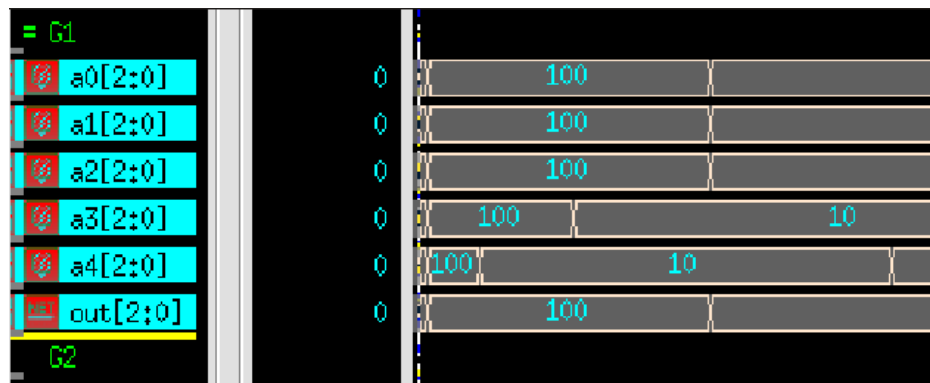 = G1
a0[2:0] 0 100
a1[2:0] 0 100
a2[2:0] 0 100
a3[2:0] 0 100 10
a4[2:0] 0 100 10
NET out[2:0] 0 100
G2